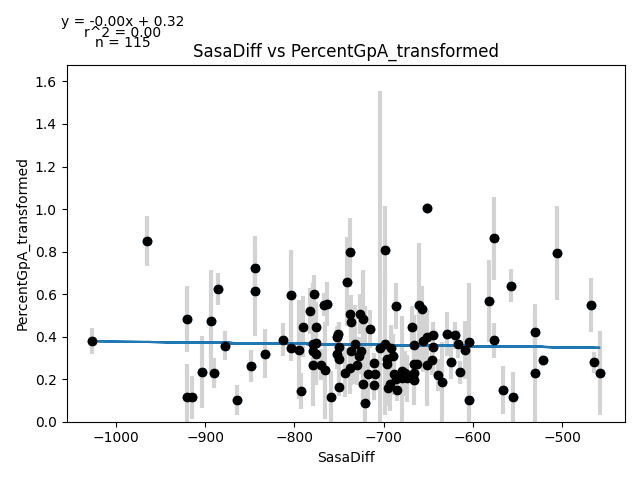 y = -0.00x + 0.32
r^2 = 0.00
n = 115
SasaDiff vs PercentGpA_transformed
1.6
1.4
1.2
1.0
0.8
0.6
0.4
0.2
0.0
PercentGpA_transformed
−1000 −900 −800 −700 −600 −500
SasaDiff